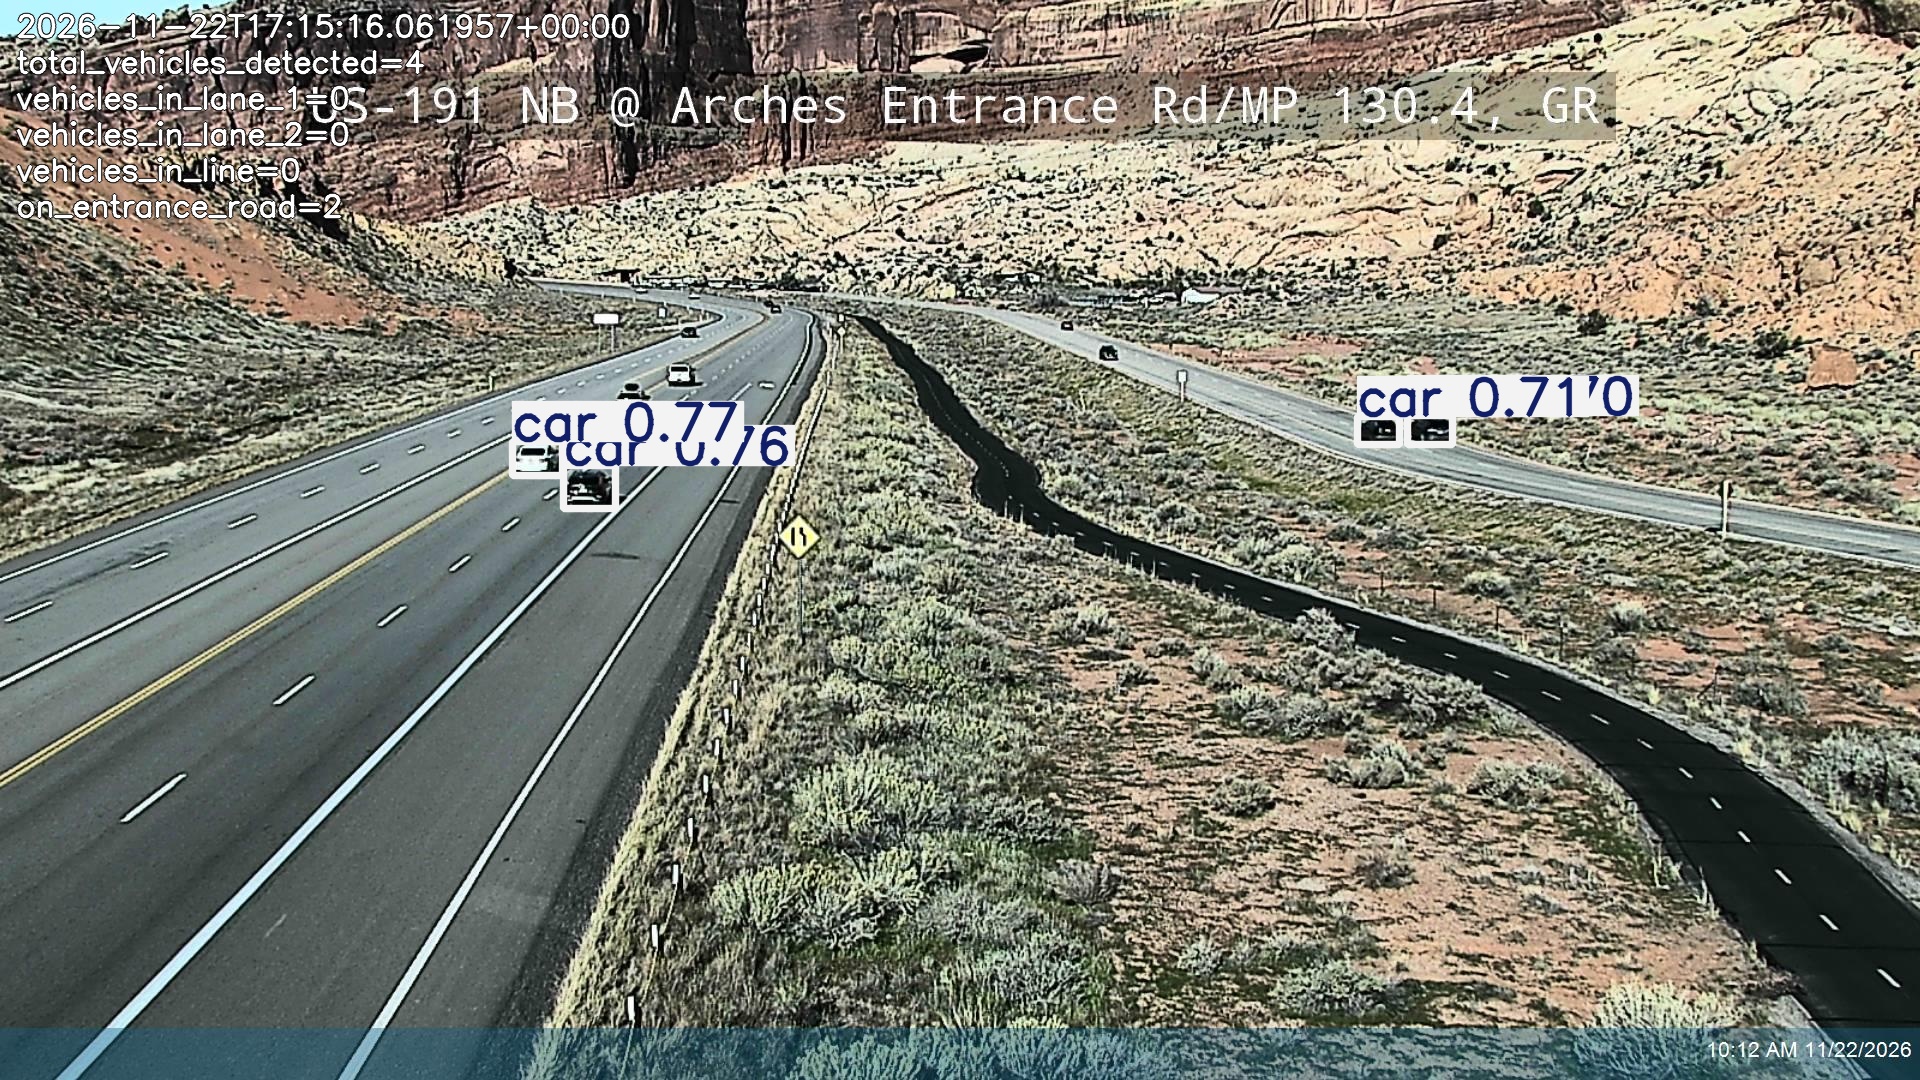 2026-11-22T17:15:16.061957+00:00
total_vehicles_detected=4
vehicles_in_lane_1=0
US-191 NB @ Arches Entrance Rd/MP 130.4, GR
vehicles_in_lane_2=0
vehicles_in_line=0
on_entrance_road=2
car 0.71
car 0.77
car 0.76
10:12 AM 11/22/2026